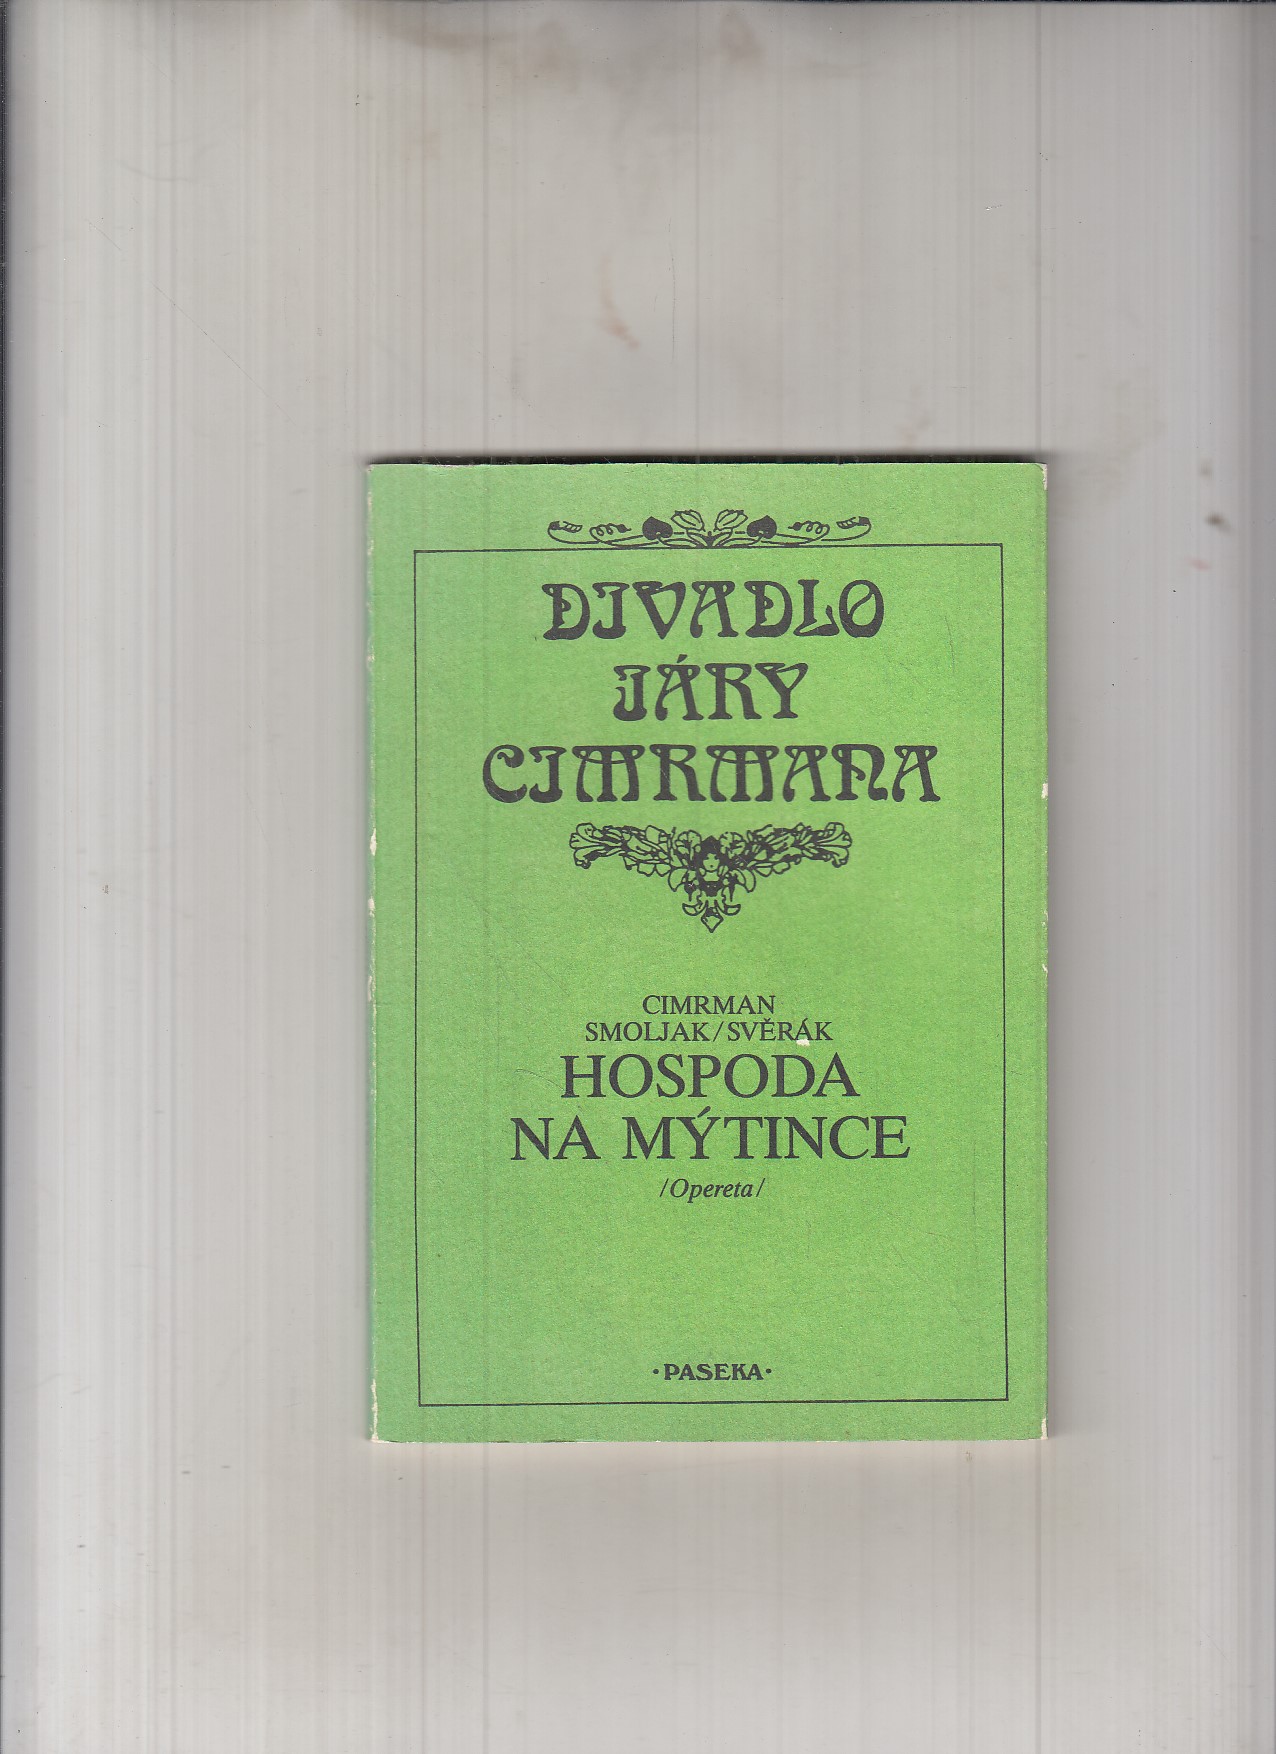 DIVADLO
JÁRY
CIMRMANA
CIMRMAN
SMOLJAK/SVĚRÁK
HOSPODA
NA MÝTINCE
/Opereta/
·PASEKA·